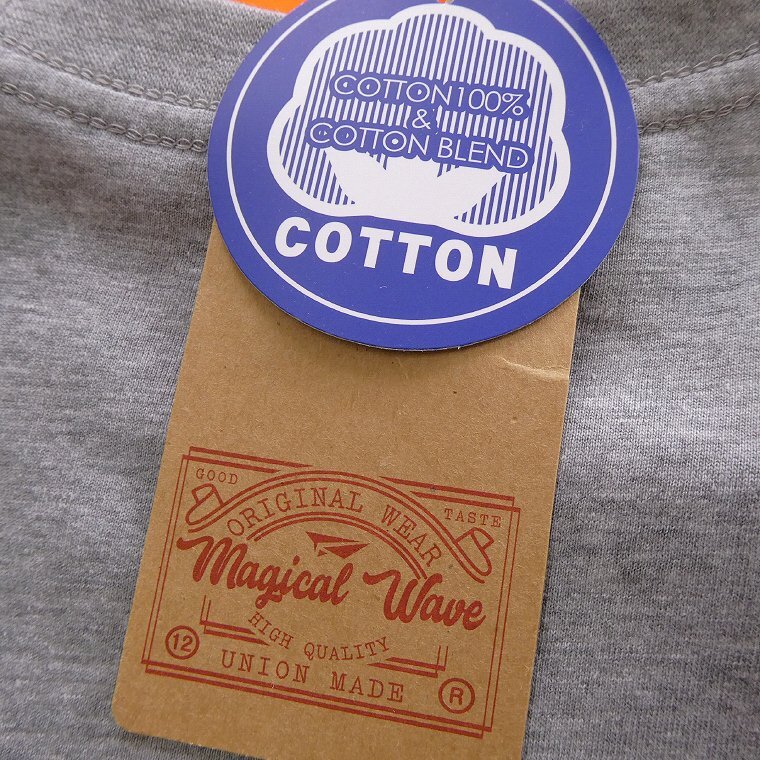 COTTON100%
&
COTTON BLEND
COTTON
GOOD
TASTE
ORIGINAL WEAR
Magical Wave
HIGH QUALITY
12
UNION MADE
R